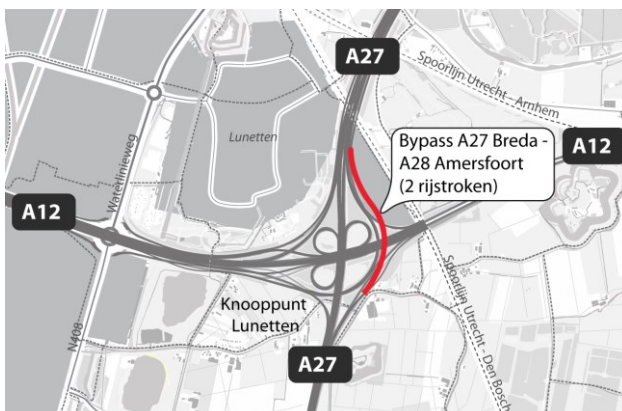 A27
Spoorlijn Utrecht - Arnhem
Bypass A27 Breda -
A28 Amersfoort
(2 rijstroken)
A12
Lunetten
Waterlinieweg
A12
Knooppunt
Lunetten
Spoorlijn Utrecht - Den Bosch
N408
A27